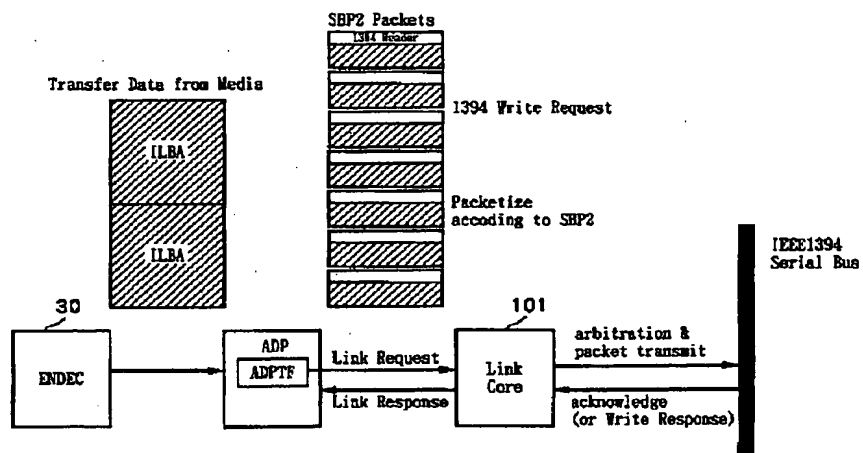 SBP2 Packets
1394 Header
Transfer Data from Media
1394 Write Request
ILBA
Packetize
accoding to SBP2
ILBA
IEEE1394
Serial Bus
30
101
ENDEC
ADP
ADPTF
Link Request
Link Response
Link
Core
arbitration &
packet transmit
acknowledge
(or Write Response)